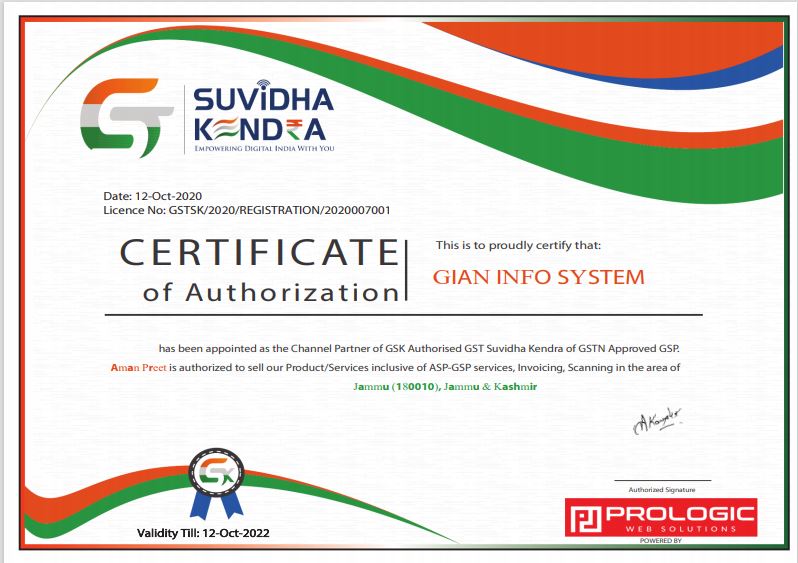 SUVIDHA
KENDRA
EMPOWERING DIGITAL INDIA WITH YOU
Date: 12-Oct-2020
Licence No: GSTSK/2020/REGISTRATION/2020007001
CERTIFICATE
of Authorization
This is to proudly certify that:
GIAN INFO SYSTEM
has been appointed as the Channel Partner of GSK Authorised GST Suvidha Kendra of GSTN Approved GSP.
Aman Preet is authorized to sell our Product/Services inclusive of ASP-GSP services, Invoicing, Scanning in the area of
Jammu (180010), Jammu & Kashmir
Authorized Signature
PROLOGIC
WEB SOLUTIONS
POWERED BY
Validity Till: 12-Oct-2022